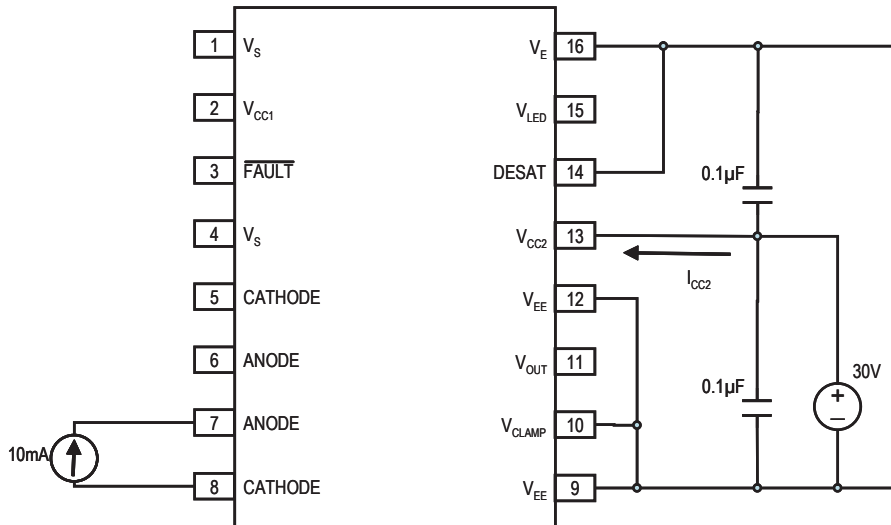 1 V_S
2 V_CC1
3 FAULT
4 V_S
5 CATHODE
6 ANODE
7 ANODE
8 CATHODE
10mA
V_E 16
V_LED 15
DESAT 14
V_CC2 13
V_EE 12
V_OUT 11
V_CLAMP 10
V_EE 9
0.1µF
I_CC2
0.1µF
30V
+
–